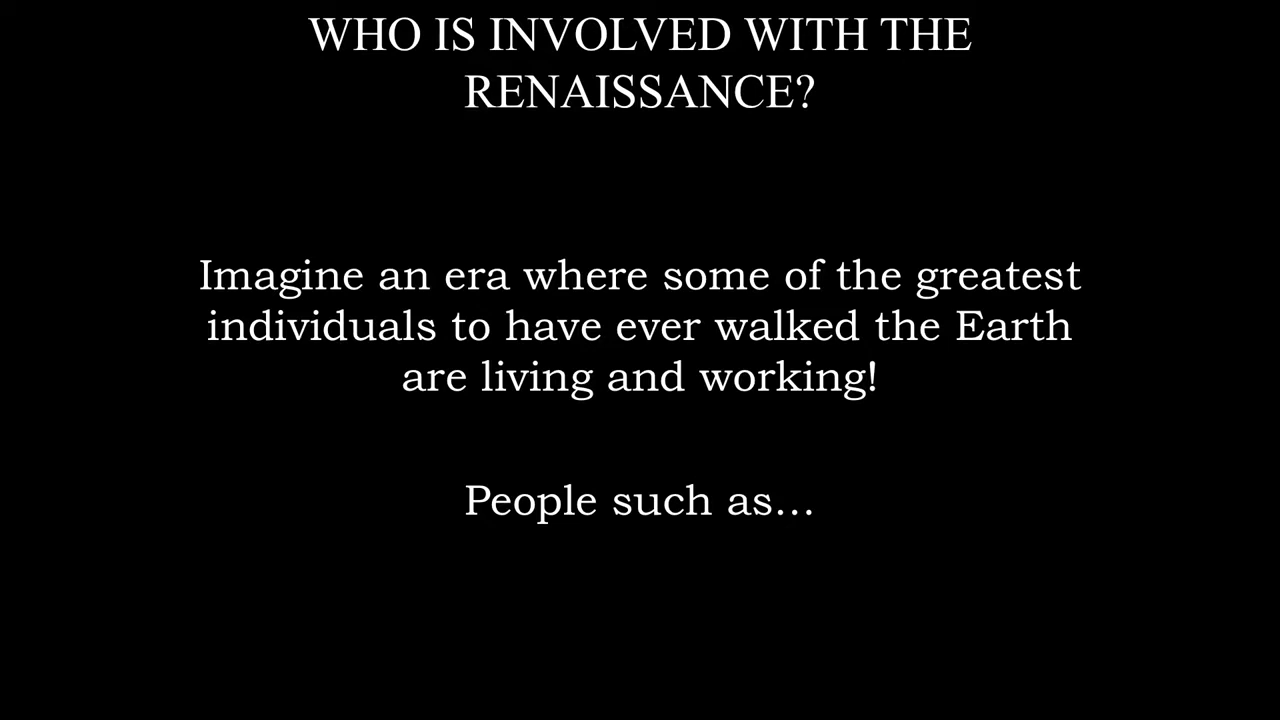 WHO IS INVOLVED WITH THE
RENAISSANCE?
Imagine an era where some of the greatest
individuals to have ever walked the Earth
are living and working!
People such as…